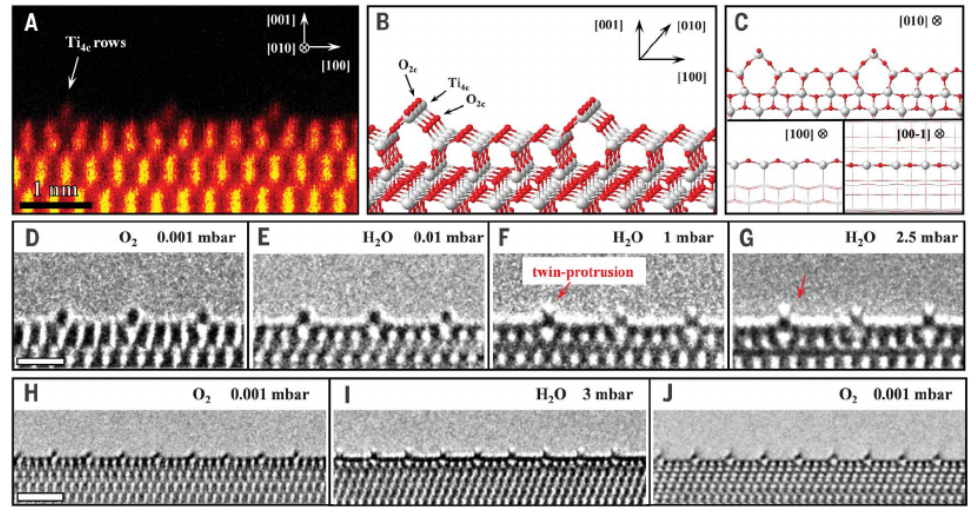 A
Ti4c rows
[001]
[010] ⊗
[100]
1 nm
B
O2c
Ti4c
O2c
[001]
[010]
[100]
C
[010] ⊗
[100] ⊗
[00-1] ⊗
D O2 0.001 mbar
E H2O 0.01 mbar
F H2O 1 mbar
twin-protrusion
G H2O 2.5 mbar
H O2 0.001 mbar
I H2O 3 mbar
J O2 0.001 mbar